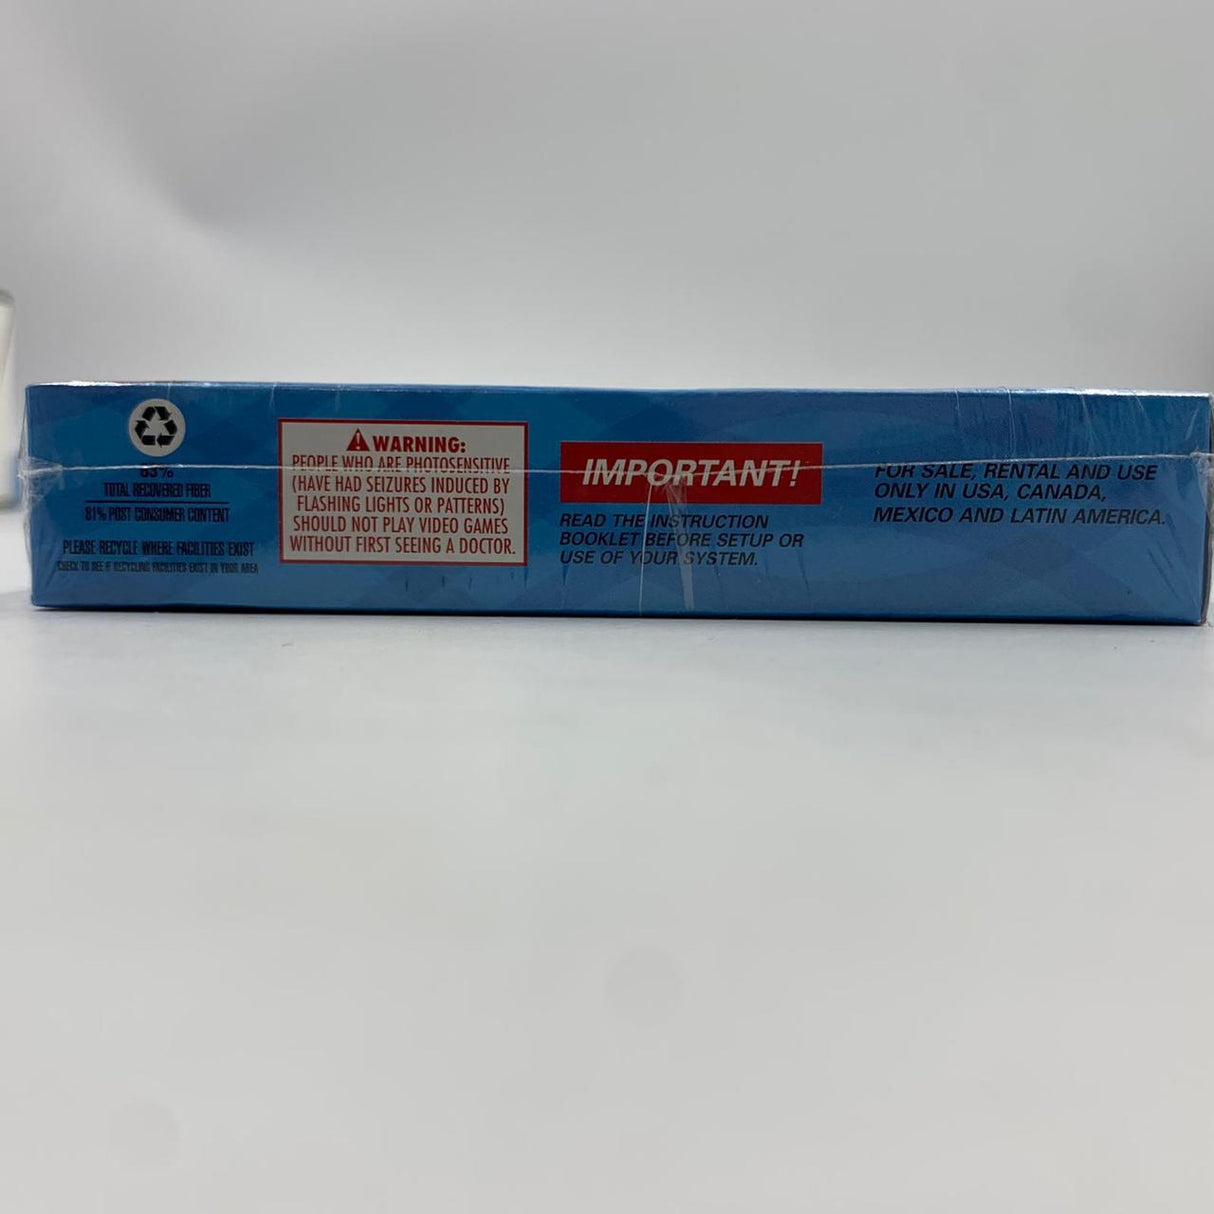 TOTAL RECOVERED FIBER
81% POST CONSUMER CONTENT
PLEASE RECYCLE WHERE FACILITIES EXIST
CHECK TO SEE IF RECYCLING FACILITIES EXIST IN YOUR AREA
WARNING:
PEOPLE WHO ARE PHOTOSENSITIVE
(HAVE HAD SEIZURES INDUCED BY
FLASHING LIGHTS OR PATTERNS)
SHOULD NOT PLAY VIDEO GAMES
WITHOUT FIRST SEEING A DOCTOR.
IMPORTANT!
READ THE INSTRUCTION
BOOKLET BEFORE SETUP OR
USE OF YOUR SYSTEM.
FOR SALE, RENTAL AND USE
ONLY IN USA, CANADA,
MEXICO AND LATIN AMERICA.